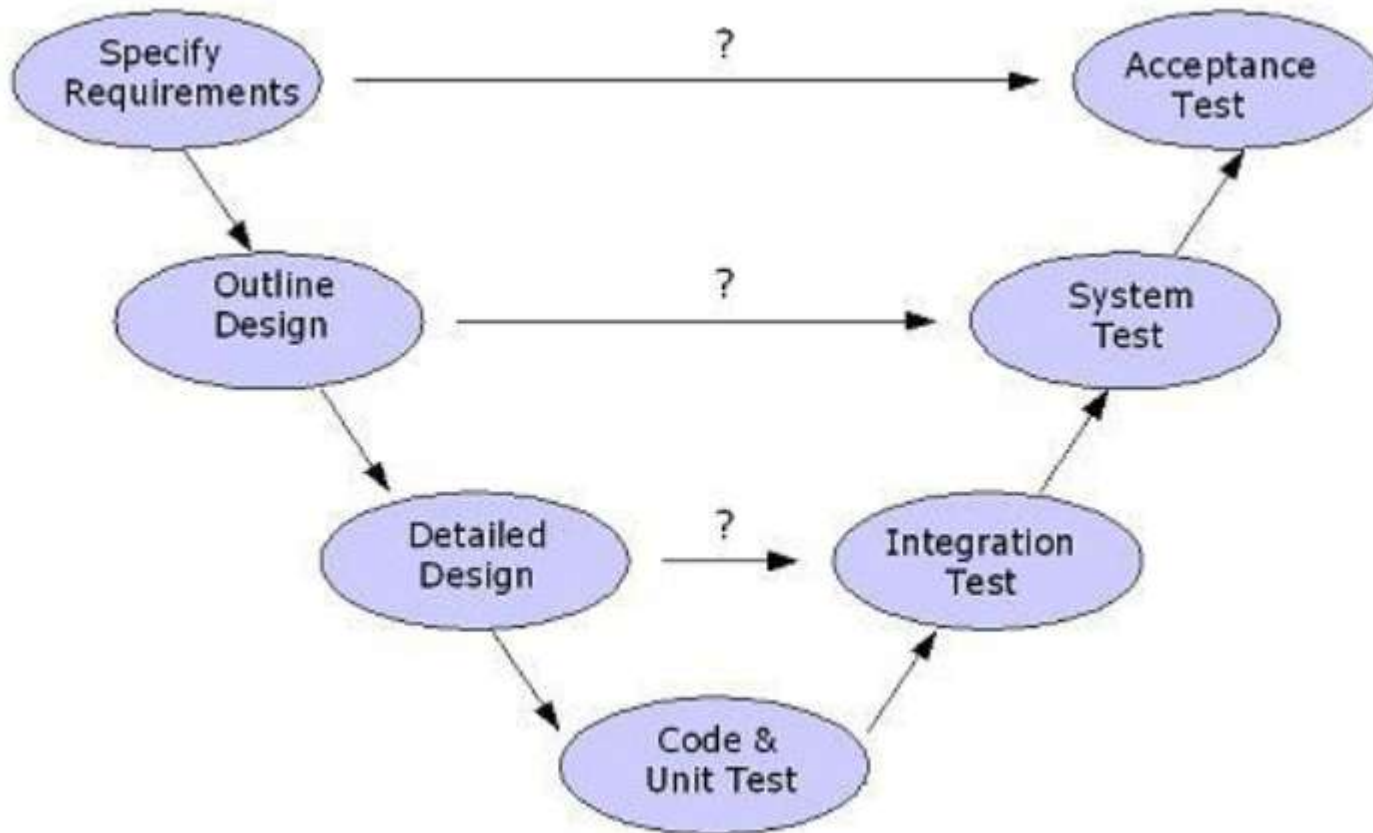 Specify
Requirements
?
Acceptance
Test
Outline
Design
?
System
Test
Detailed
Design
?
Integration
Test
Code &
Unit Test